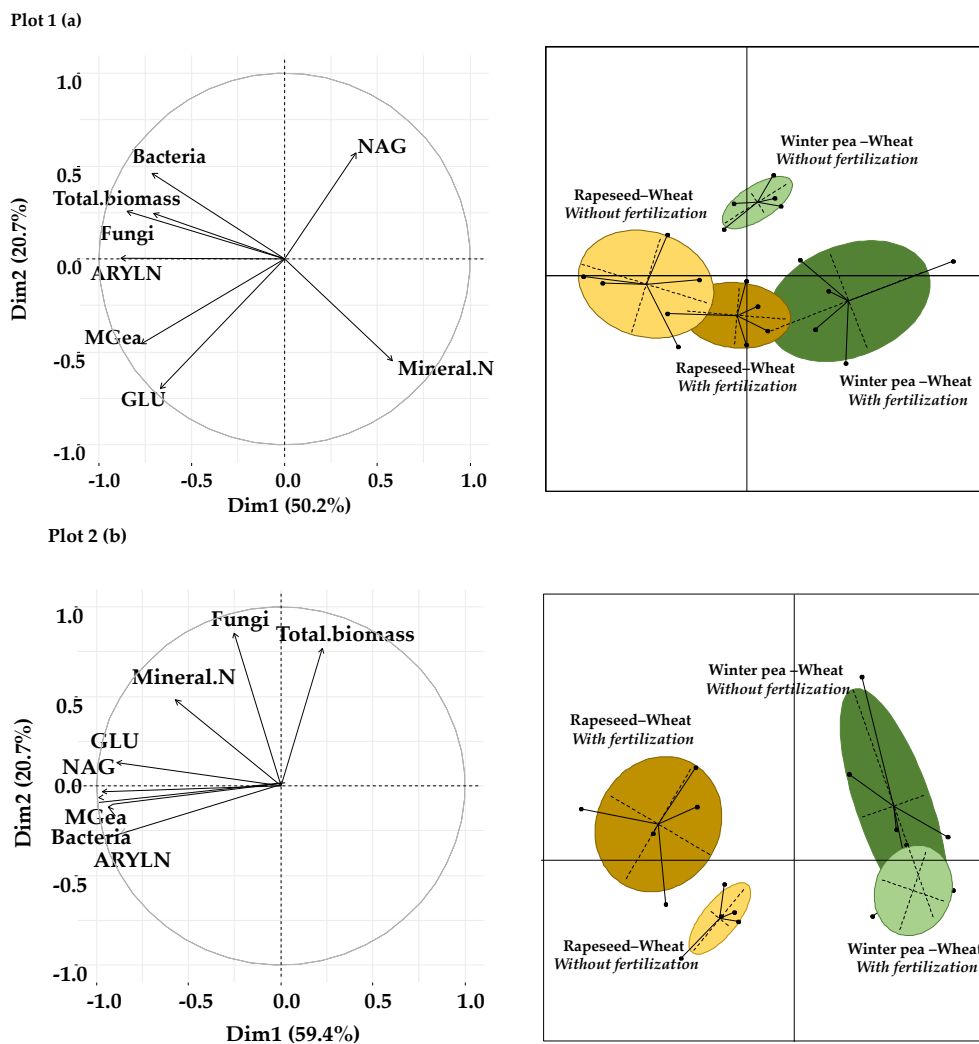 Plot 1 (a)
1.0
0.5
0.0
-0.5
-1.0
Dim2 (20.7%)
Bacteria
NAG
Total.biomass
Fungi
ARYLN
MGea
GLU
Mineral.N
-1.0
-0.5
0.0
0.5
1.0
Dim1 (50.2%)
Winter pea –Wheat
Without fertilization
Rapeseed–Wheat
Without fertilization
Rapeseed–Wheat
With fertilization
Winter pea –Wheat
With fertilization
Plot 2 (b)
1.0
0.5
0.0
-0.5
-1.0
Dim2 (20.7%)
Fungi
Total.biomass
Mineral.N
GLU
NAG
MGea
Bacteria
ARYLN
-1.0
-0.5
0.0
0.5
1.0
Dim1 (59.4%)
Winter pea –Wheat
Without fertilization
Rapeseed–Wheat
With fertilization
Rapeseed–Wheat
Without fertilization
Winter pea –Wheat
With fertilization